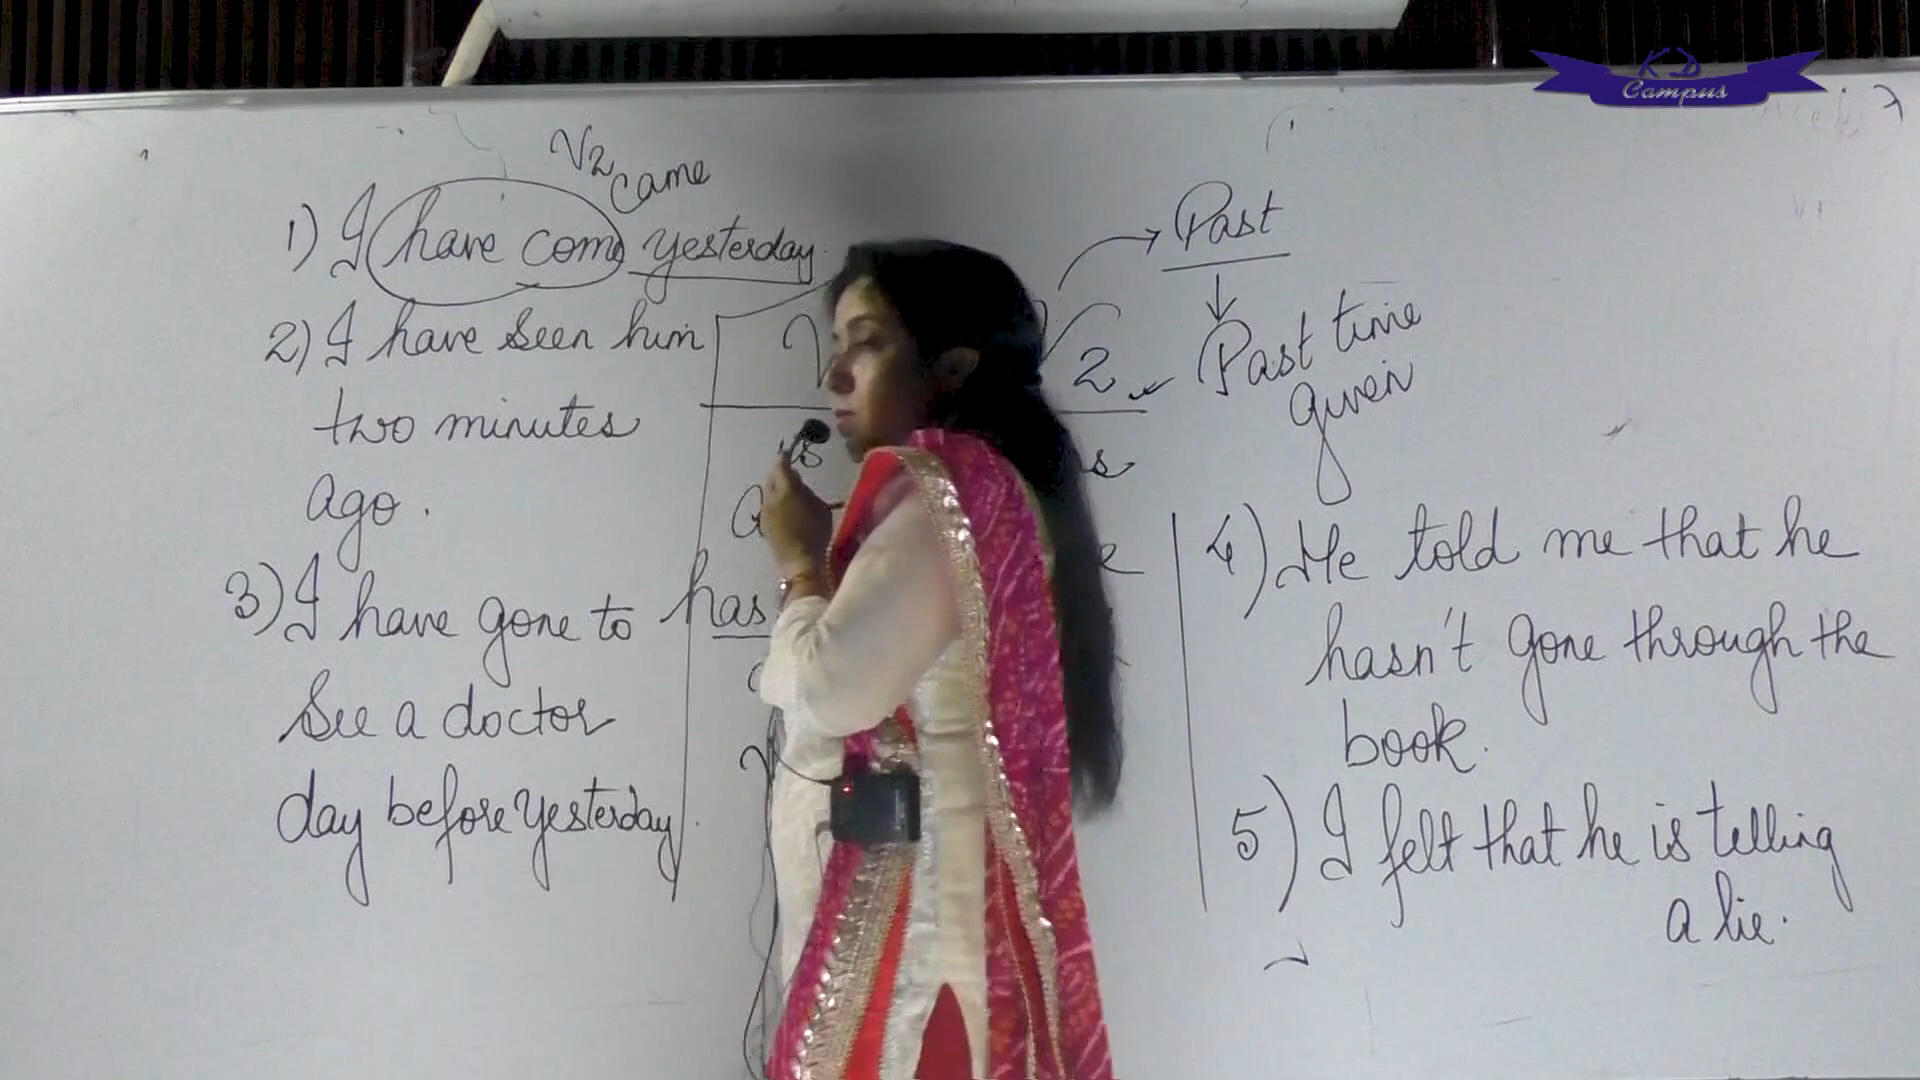 V2
came
1) I have come yesterday.
2) I have seen him
two minutes
ago.
3) I have gone to
see a doctor
day before yesterday.
has
2
Past
Past time
given
4) He told me that he
hasn't gone through the
book.
5) I felt that he is telling
a lie.
KD
Campus